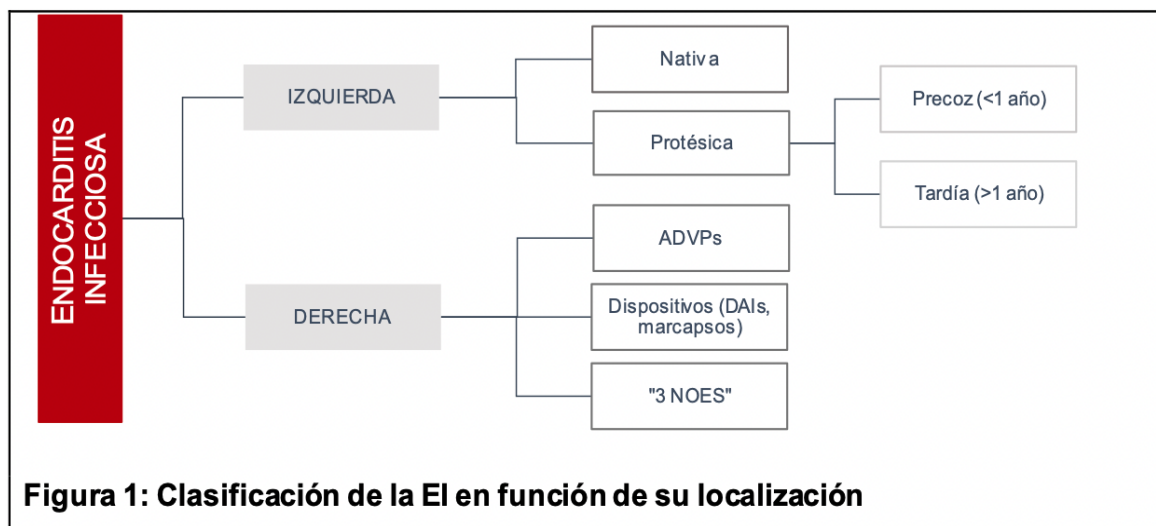 ENDOCARDITIS
INFECCIOSA
IZQUIERDA
Nativa
Protésica
Precoz (<1 año)
Tardía (>1 año)
DERECHA
ADVPs
Dispositivos (DAIs,
marcapsos)
"3 NOES"
Figura 1: Clasificación de la EI en función de su localización